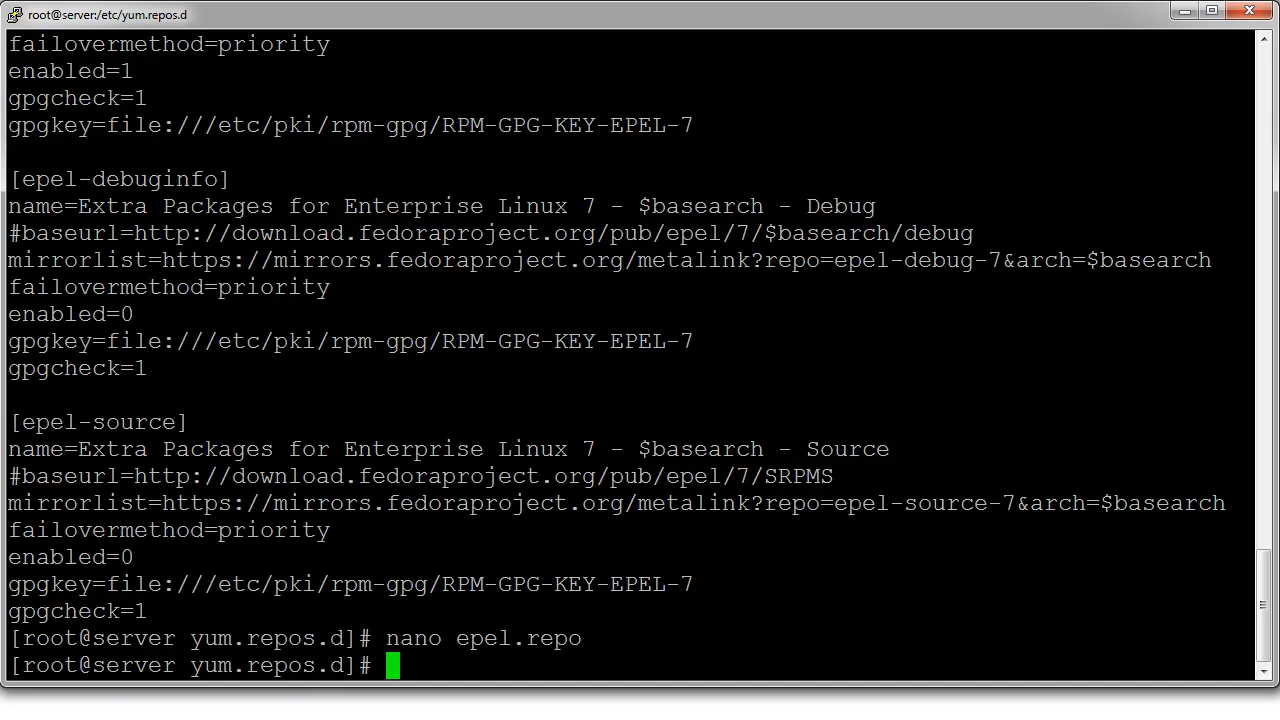 root@server:/etc/yum.repos.d
failovermethod=priority
enabled=1
gpgcheck=1
gpgkey=file:///etc/pki/rpm-gpg/RPM-GPG-KEY-EPEL-7

[epel-debuginfo]
name=Extra Packages for Enterprise Linux 7 - $basearch - Debug
#baseurl=http://download.fedoraproject.org/pub/epel/7/$basearch/debug
mirrorlist=https://mirrors.fedoraproject.org/metalink?repo=epel-debug-7&arch=$basearch
failovermethod=priority
enabled=0
gpgkey=file:///etc/pki/rpm-gpg/RPM-GPG-KEY-EPEL-7
gpgcheck=1

[epel-source]
name=Extra Packages for Enterprise Linux 7 - $basearch - Source
#baseurl=http://download.fedoraproject.org/pub/epel/7/SRPMS
mirrorlist=https://mirrors.fedoraproject.org/metalink?repo=epel-source-7&arch=$basearch
failovermethod=priority
enabled=0
gpgkey=file:///etc/pki/rpm-gpg/RPM-GPG-KEY-EPEL-7
gpgcheck=1
[root@server yum.repos.d]# nano epel.repo
[root@server yum.repos.d]#